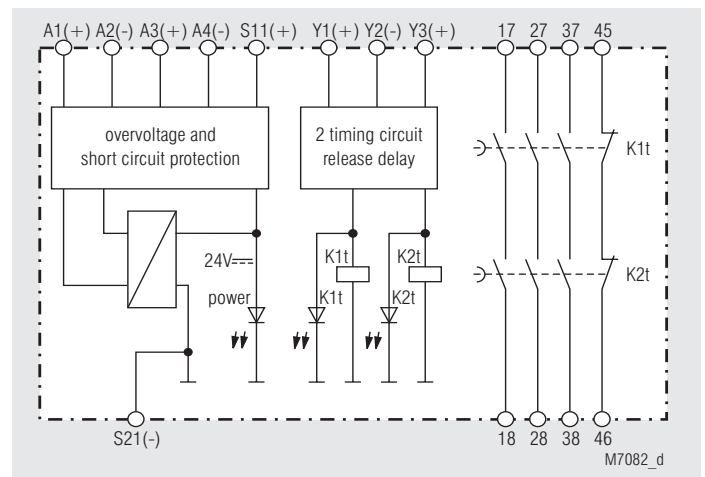 A1(+) A2(-) A3(+) A4(-) S11(+) Y1(+) Y2(-) Y3(+) 17 27 37 45
overvoltage and
short circuit protection
2 timing circuit
release delay
K1t
24V
K1t
K2t
K2t
power
K1t
K2t
S21(-)
18 28 38 46
M7082_d